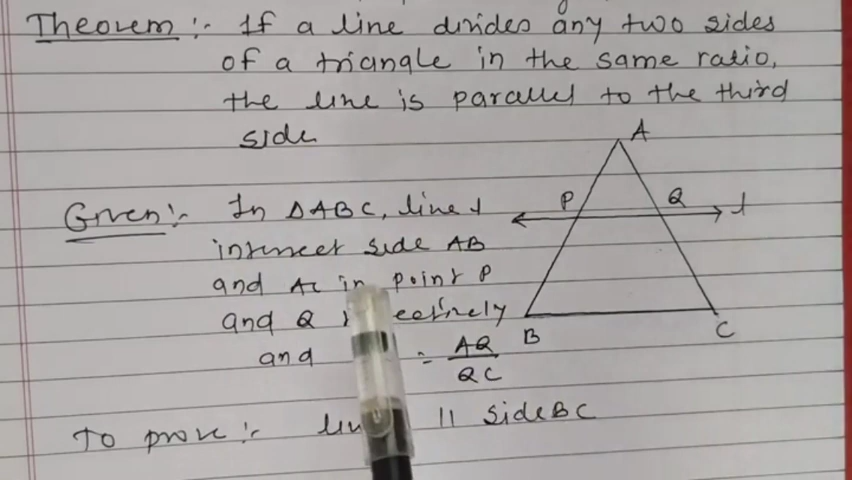 Theorem :- If a line divides any two sides
of a triangle in the same ratio,
the line is parallel to the third
side
A
Given :- In △ABC, line l
P Q l
intersect side AB
and AC in point P
and Q
B C
and = AQ/QC
To prove :- || side BC